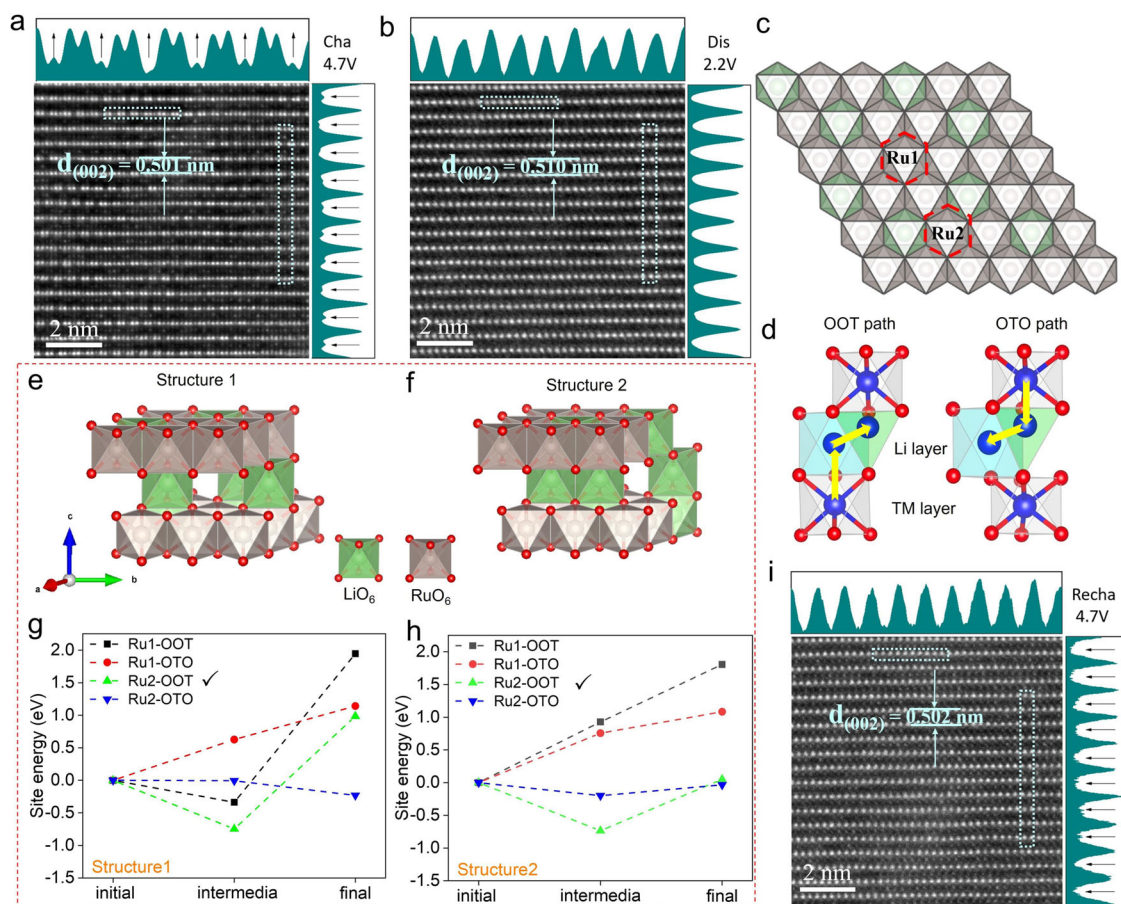 a
Cha
4.7V
d(002) = 0.501 nm
2 nm
b
Dis
2.2V
d(002) = 0.510 nm
2 nm
c
Ru1
Ru2
d
OOT path
OTO path
Li layer
TM layer
e
Structure 1
f
Structure 2
c
a
b
LiO6
RuO6
g
Ru1-OOT
Ru1-OTO
Ru2-OOT ✓
Ru2-OTO
Site energy (eV)
2.0
1.5
1.0
0.5
0.0
-0.5
-1.0
-1.5
Structure1
initial intermedia final
h
Ru1-OOT
Ru1-OTO
Ru2-OOT ✓
Ru2-OTO
Site energy (eV)
2.0
1.5
1.0
0.5
0.0
-0.5
-1.0
-1.5
Structure2
initial intermedia final
i
Recha
4.7V
d(002) = 0.502 nm
2 nm